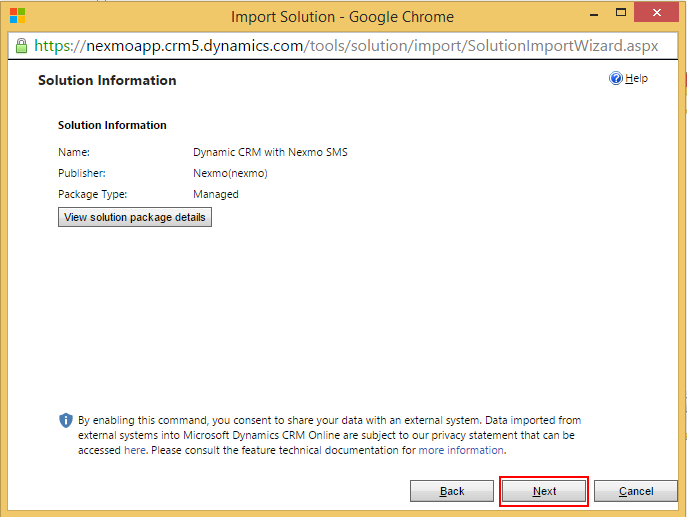 Import Solution - Google Chrome
https://nexmoapp.crm5.dynamics.com/tools/solution/import/SolutionImportWizard.aspx
Solution Information
Help
Solution Information
Name: Dynamic CRM with Nexmo SMS
Publisher: Nexmo(nexmo)
Package Type: Managed
View solution package details
By enabling this command, you consent to share your data with an external system. Data imported from
external systems into Microsoft Dynamics CRM Online are subject to our privacy statement that can be
accessed here. Please consult the feature technical documentation for more information.
Back Next Cancel